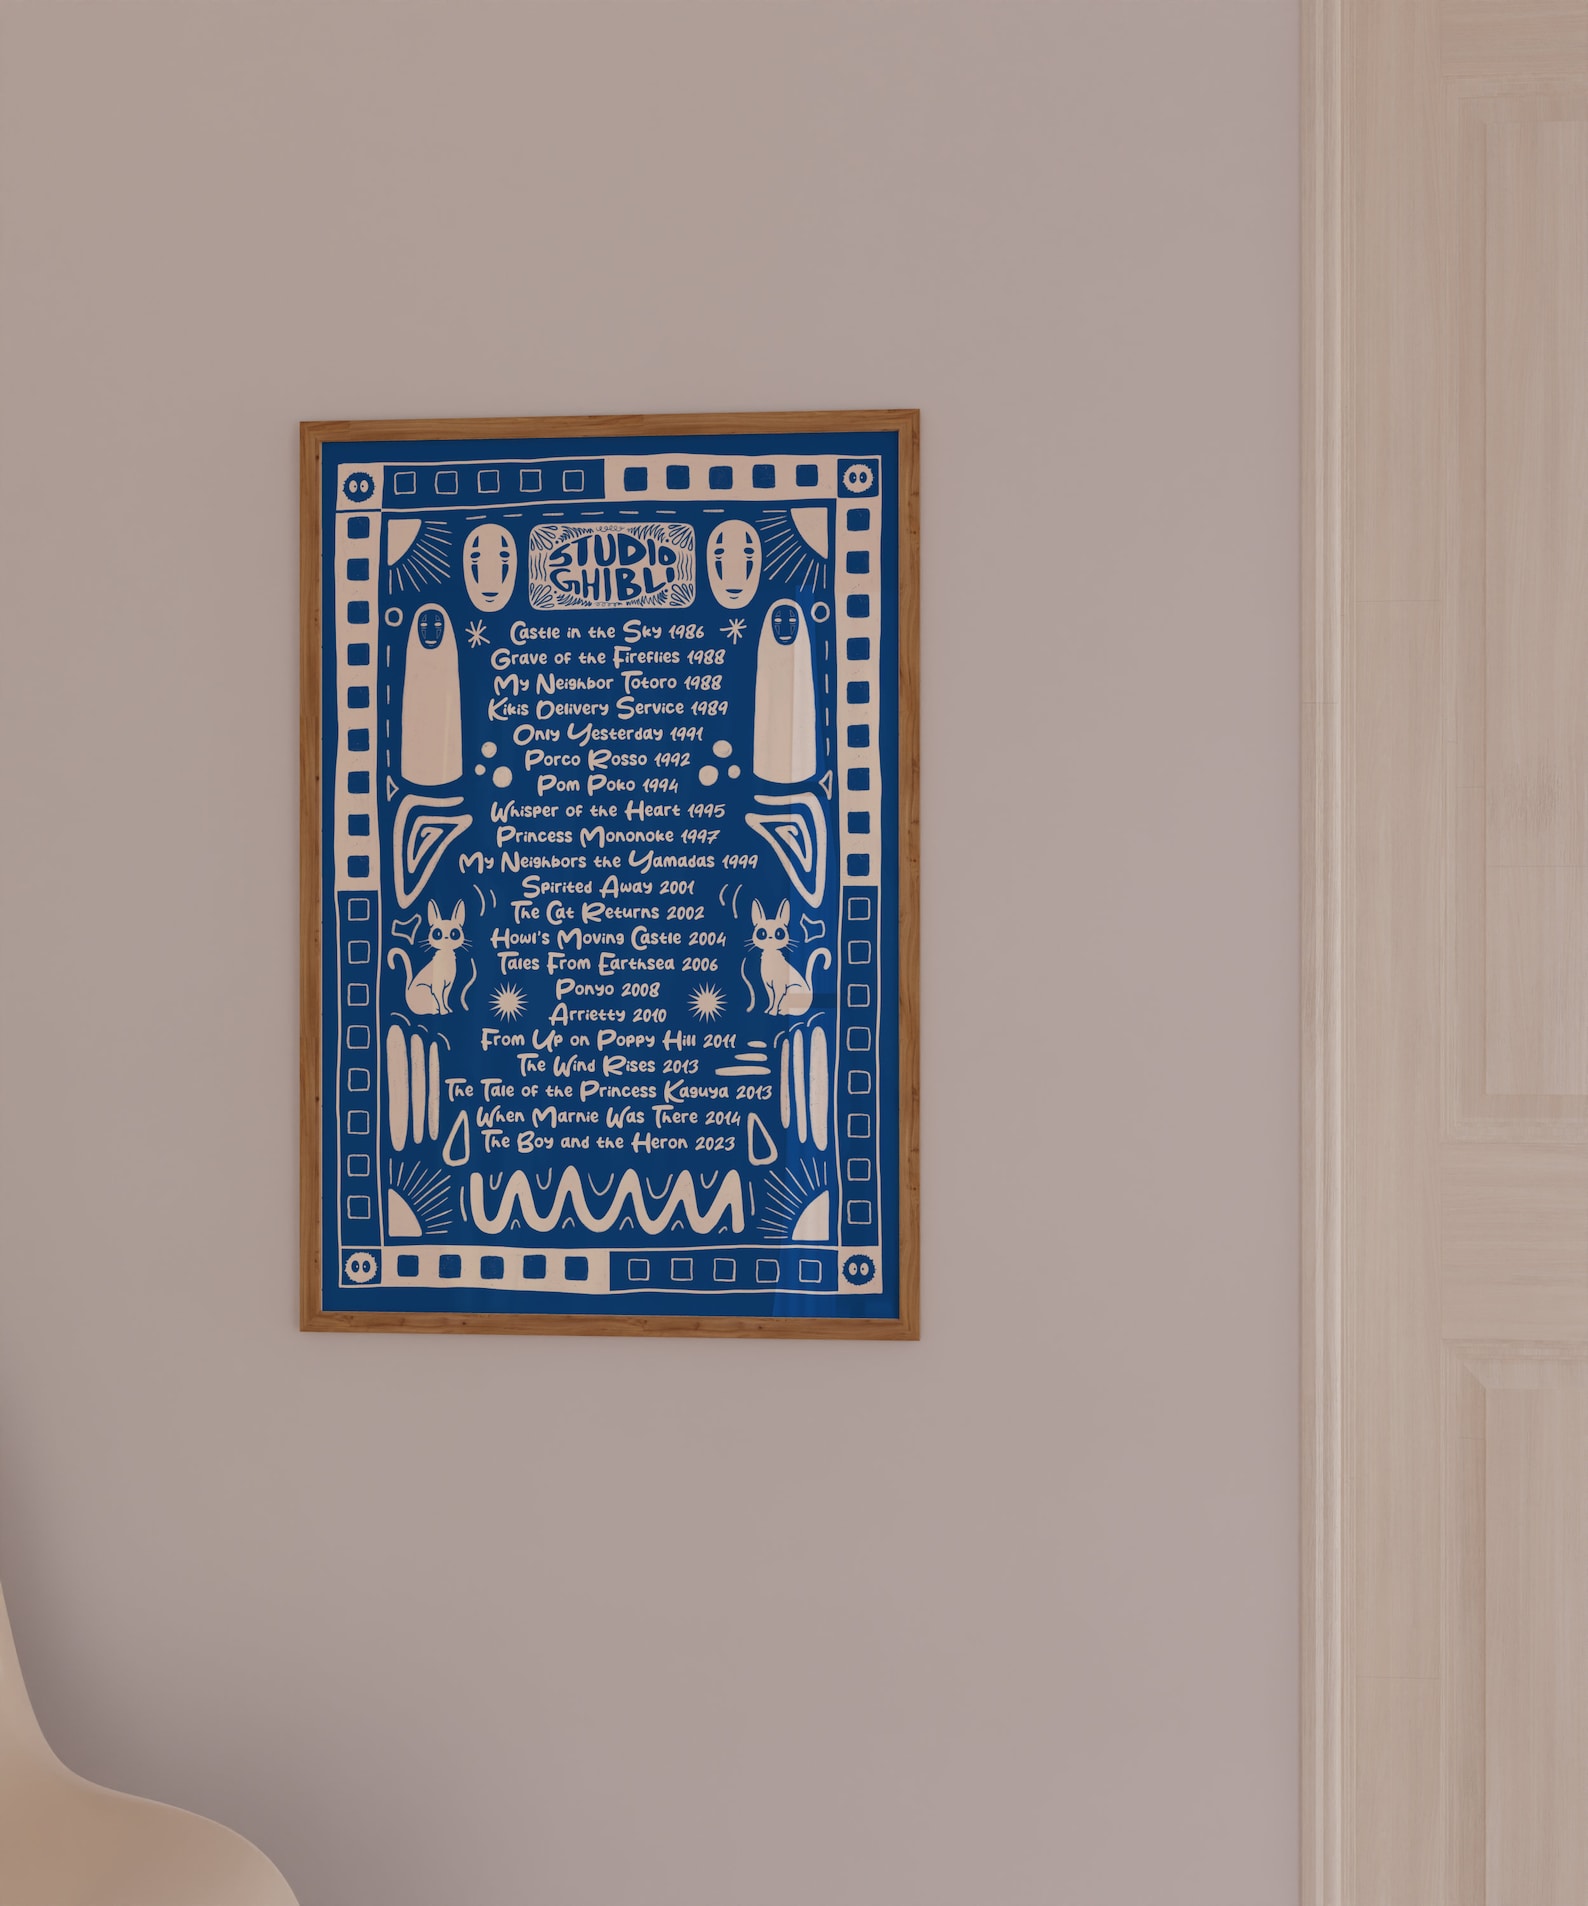 STUDIO
GHIBLI
Castle in the Sky 1986
Grave of the Fireflies 1988
My Neighbor Totoro 1988
Kikis Delivery Service 1989
Only Yesterday 1991
Porco Rosso 1992
Pom Poko 1994
Whisper of the Heart 1995
Princess Mononoke 1997
My Neighbors the Yamadas 1999
Spirited Away 2001
The Cat Returns 2002
Howl's Moving Castle 2004
Tales From Earthsea 2006
Ponyo 2008
Arrietty 2010
From Up on Poppy Hill 2011
The Wind Rises 2013
The Tale of the Princess Kaguya 2013
When Marnie Was There 2014
The Boy and the Heron 2023